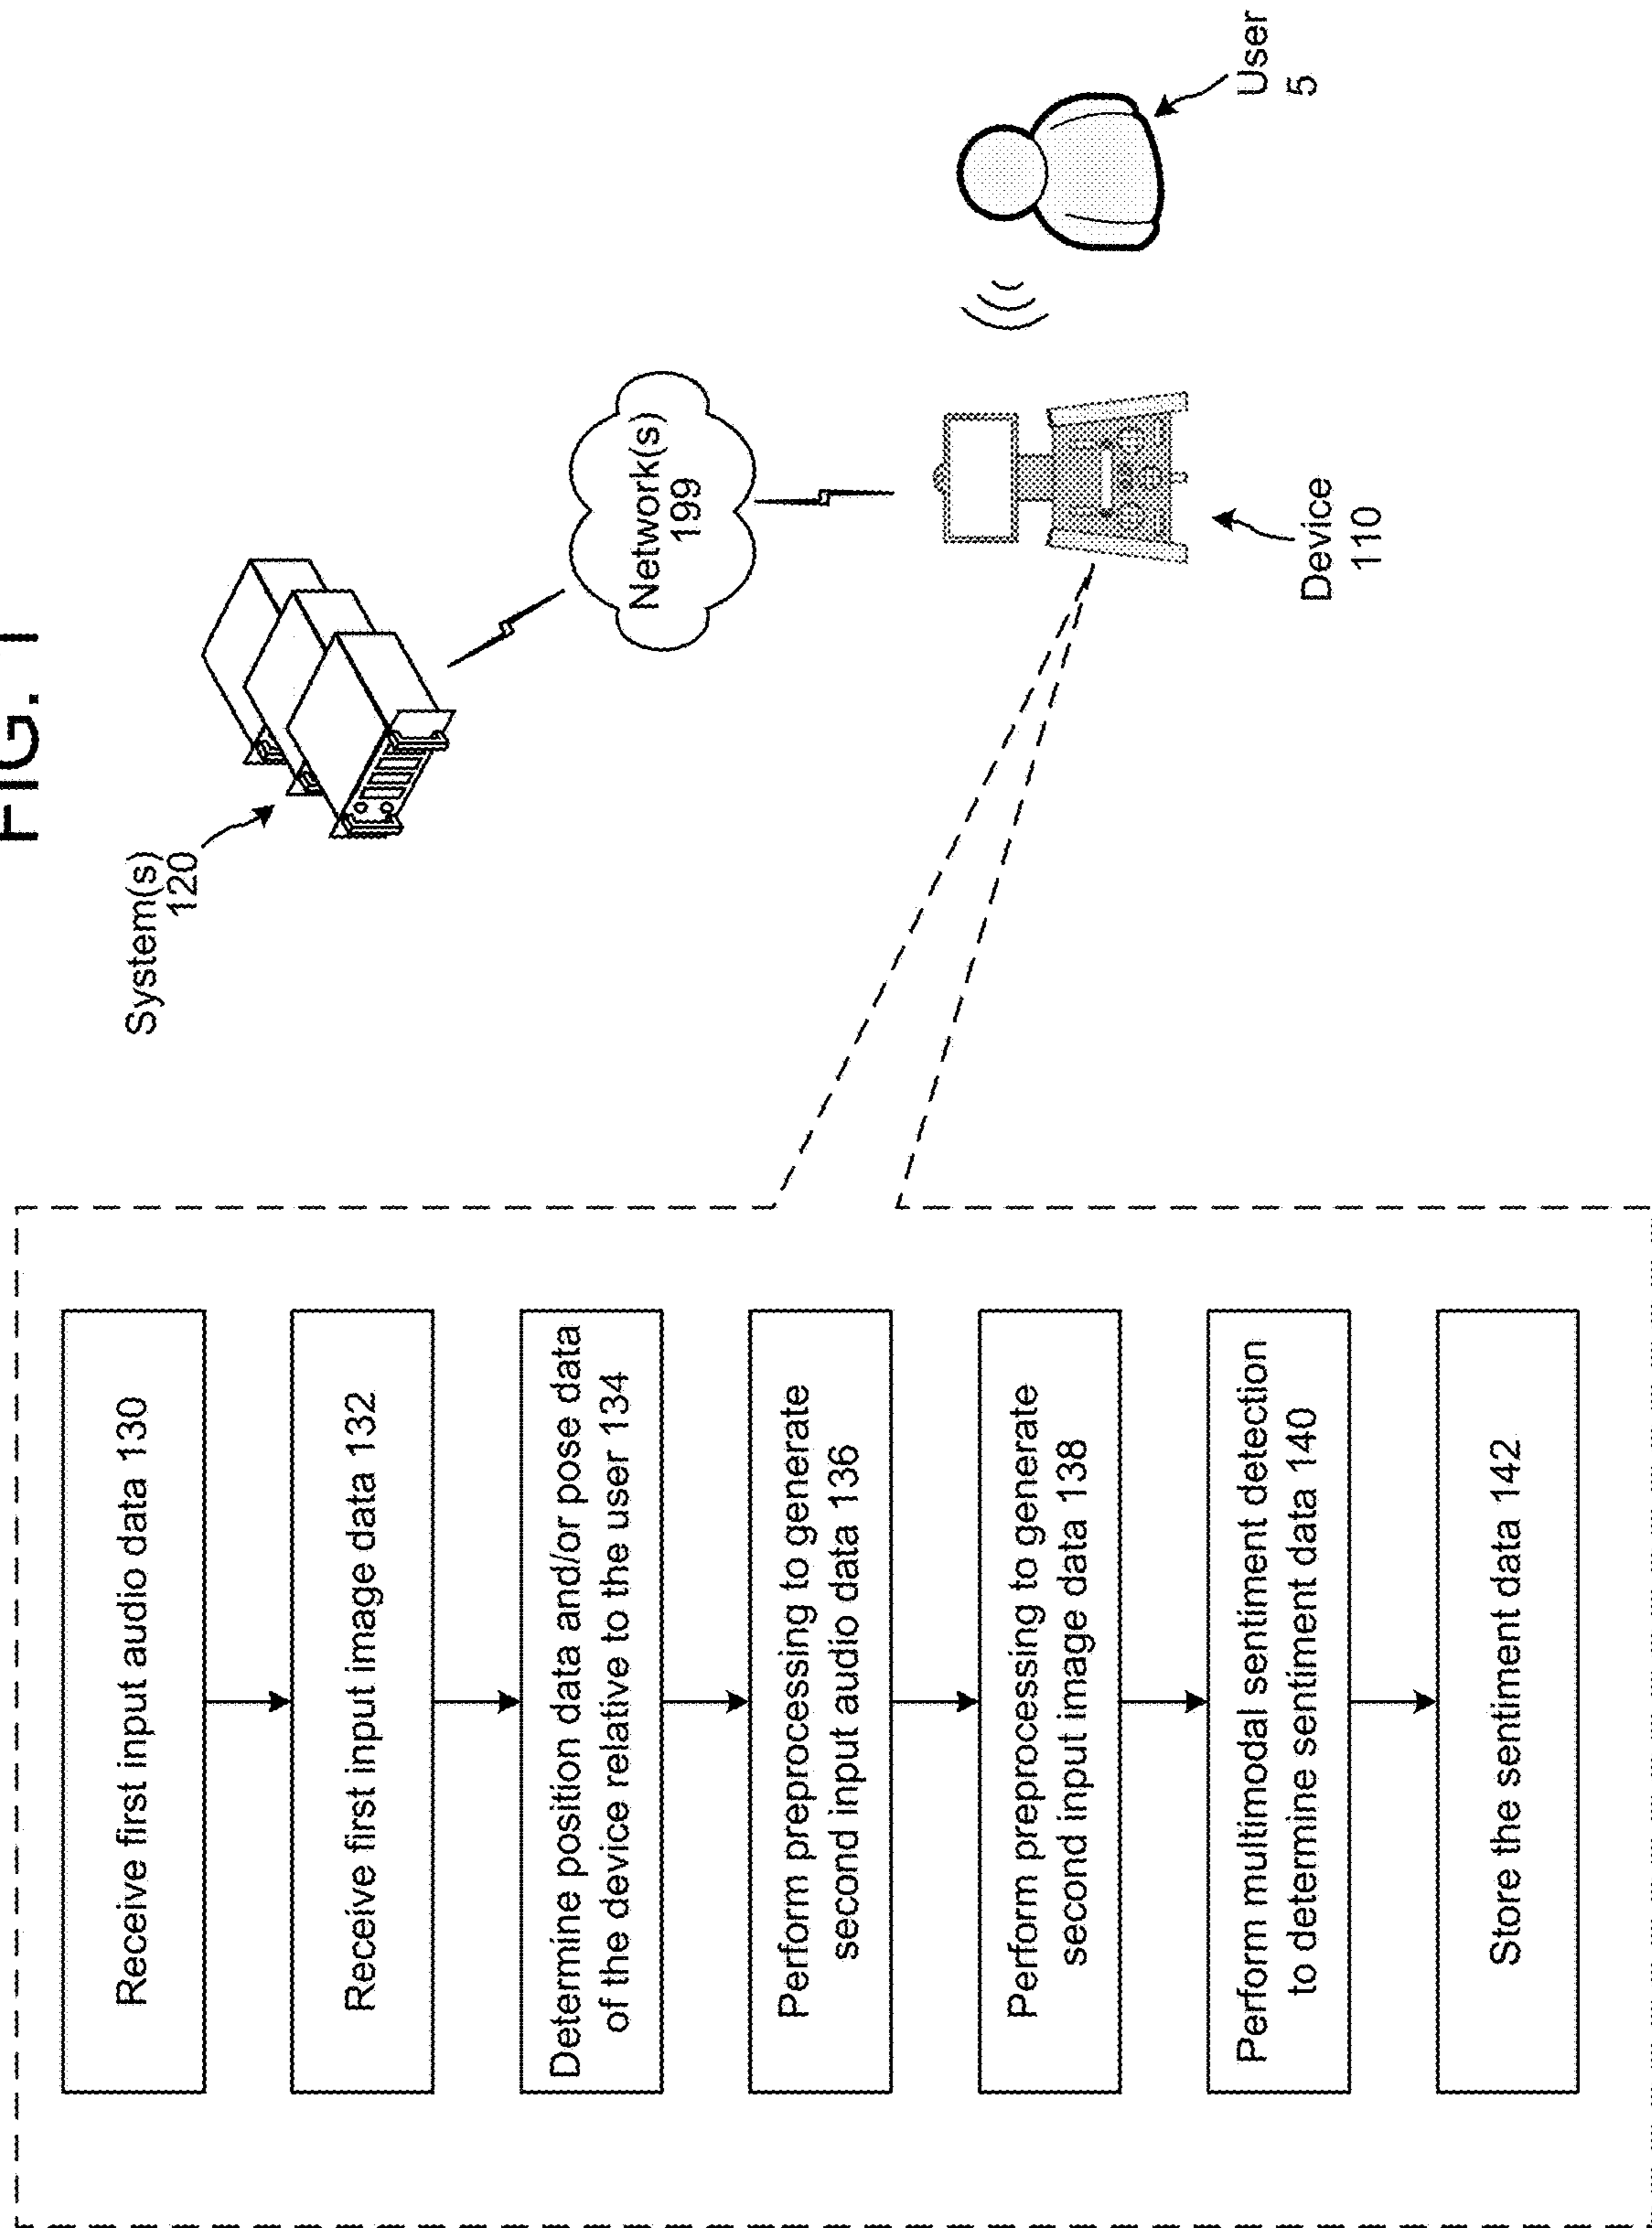 FIG. 1
System(s)
120
Network(s)
199
Device
110
User
5
Receive first input audio data 130
Receive first input image data 132
Determine position data and/or pose data
of the device relative to the user 134
Perform preprocessing to generate
second input audio data 136
Perform preprocessing to generate
second input image data 138
Perform multimodal sentiment detection
to determine sentiment data 140
Store the sentiment data 142